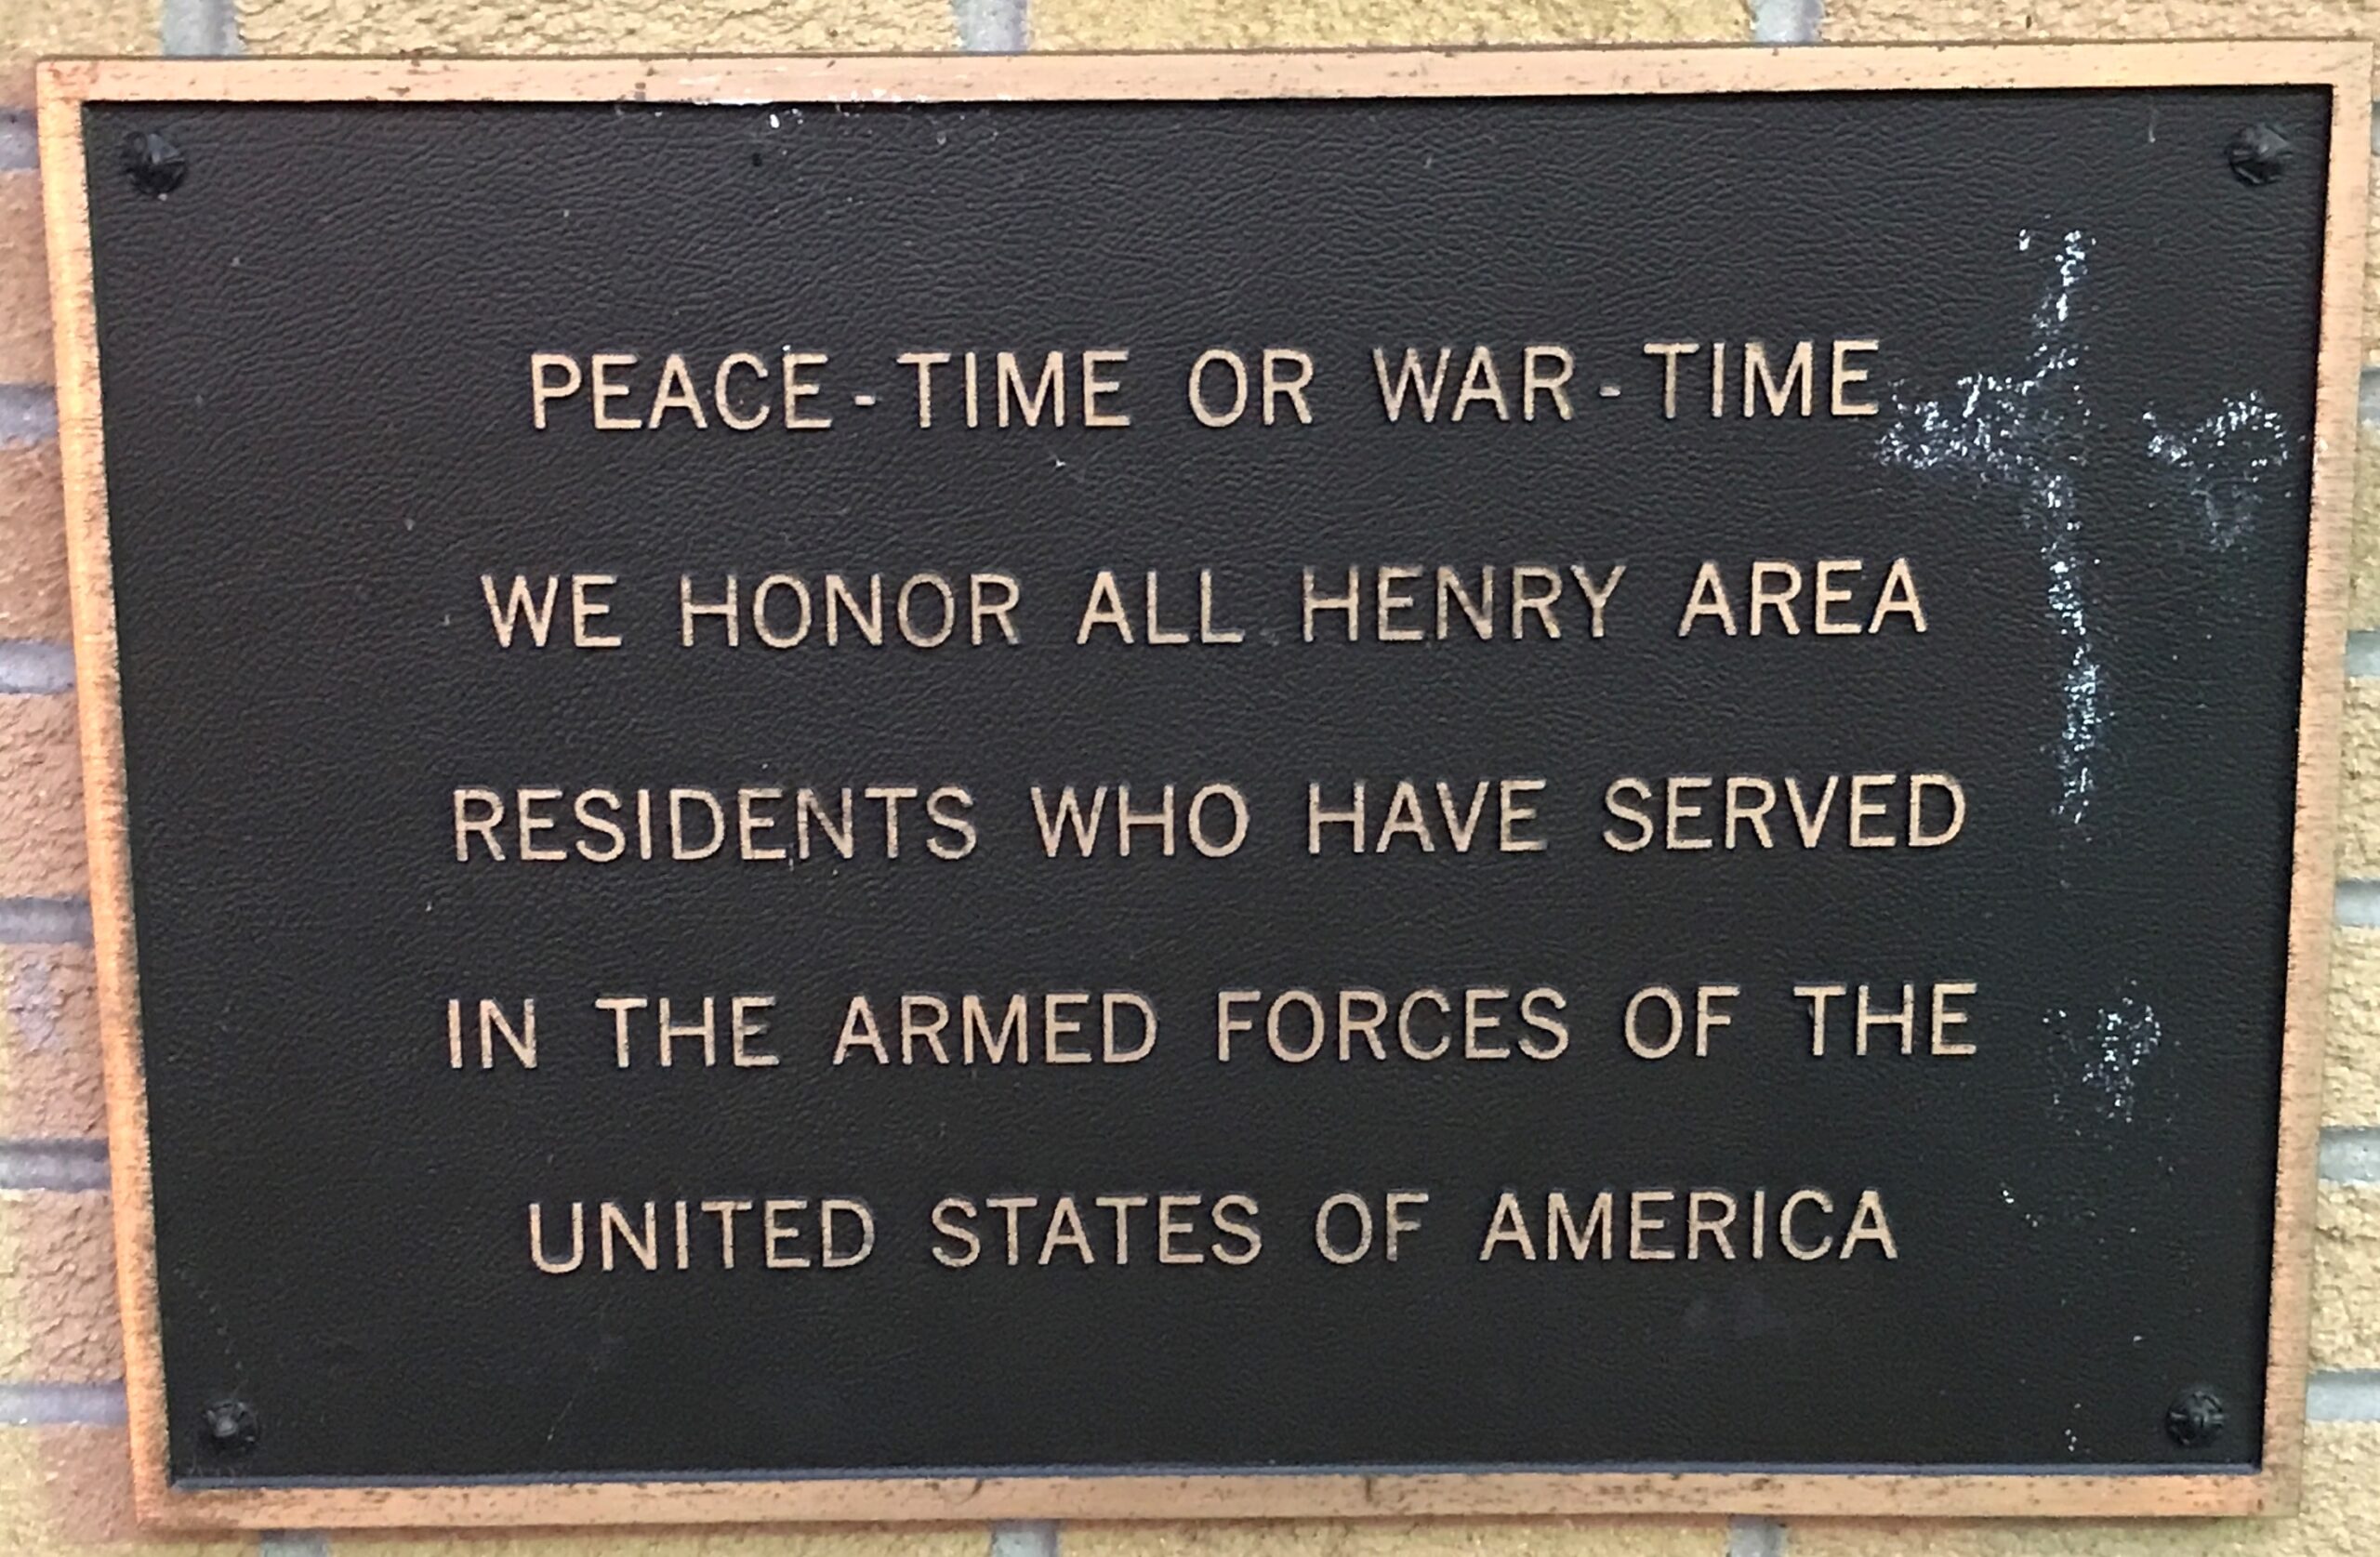 PEACE-TIME OR WAR-TIME
WE HONOR ALL HENRY AREA
RESIDENTS WHO HAVE SERVED
IN THE ARMED FORCES OF THE
UNITED STATES OF AMERICA